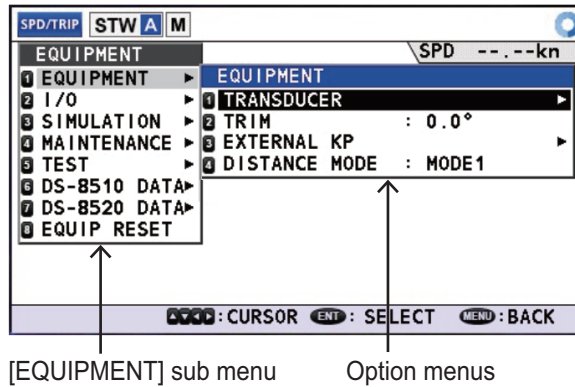 SPD/TRIP STW A M
EQUIPMENT
SPD --.--kn
1 EQUIPMENT ►
2 I/O ►
3 SIMULATION ►
4 MAINTENANCE ►
5 TEST ►
6 DS-8510 DATA►
7 DS-8520 DATA►
8 EQUIP RESET
EQUIPMENT
1 TRANSDUCER ►
2 TRIM : 0.0°
3 EXTERNAL KP ►
4 DISTANCE MODE : MODE1
▲▼◄► : CURSOR ENT : SELECT MENU : BACK
[EQUIPMENT] sub menu
Option menus